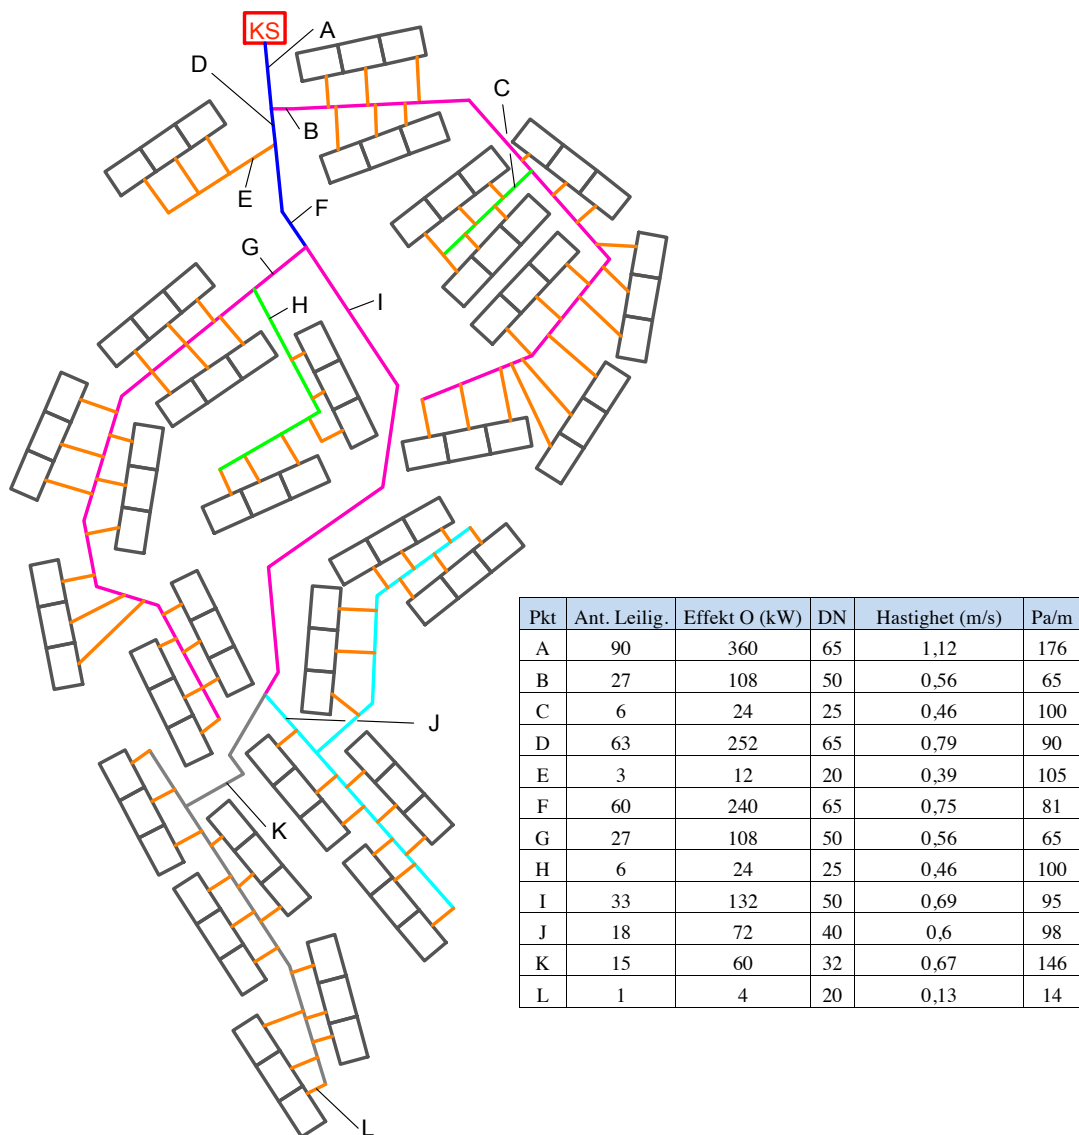 KS
A
D
C
B
E
F
G
H
I
J
K
L
Pkt Ant. Leilig. Effekt O (kW) DN Hastighet (m/s) Pa/m
A 90 360 65 1,12 176
B 27 108 50 0,56 65
C 6 24 25 0,46 100
D 63 252 65 0,79 90
E 3 12 20 0,39 105
F 60 240 65 0,75 81
G 27 108 50 0,56 65
H 6 24 25 0,46 100
I 33 132 50 0,69 95
J 18 72 40 0,6 98
K 15 60 32 0,67 146
L 1 4 20 0,13 14